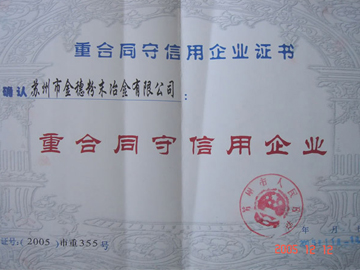 重合同守信用企业证书
确认 苏州市金德粉末冶金有限公司：
重合同守信用企业
年 月
证号:(2005)市重355号